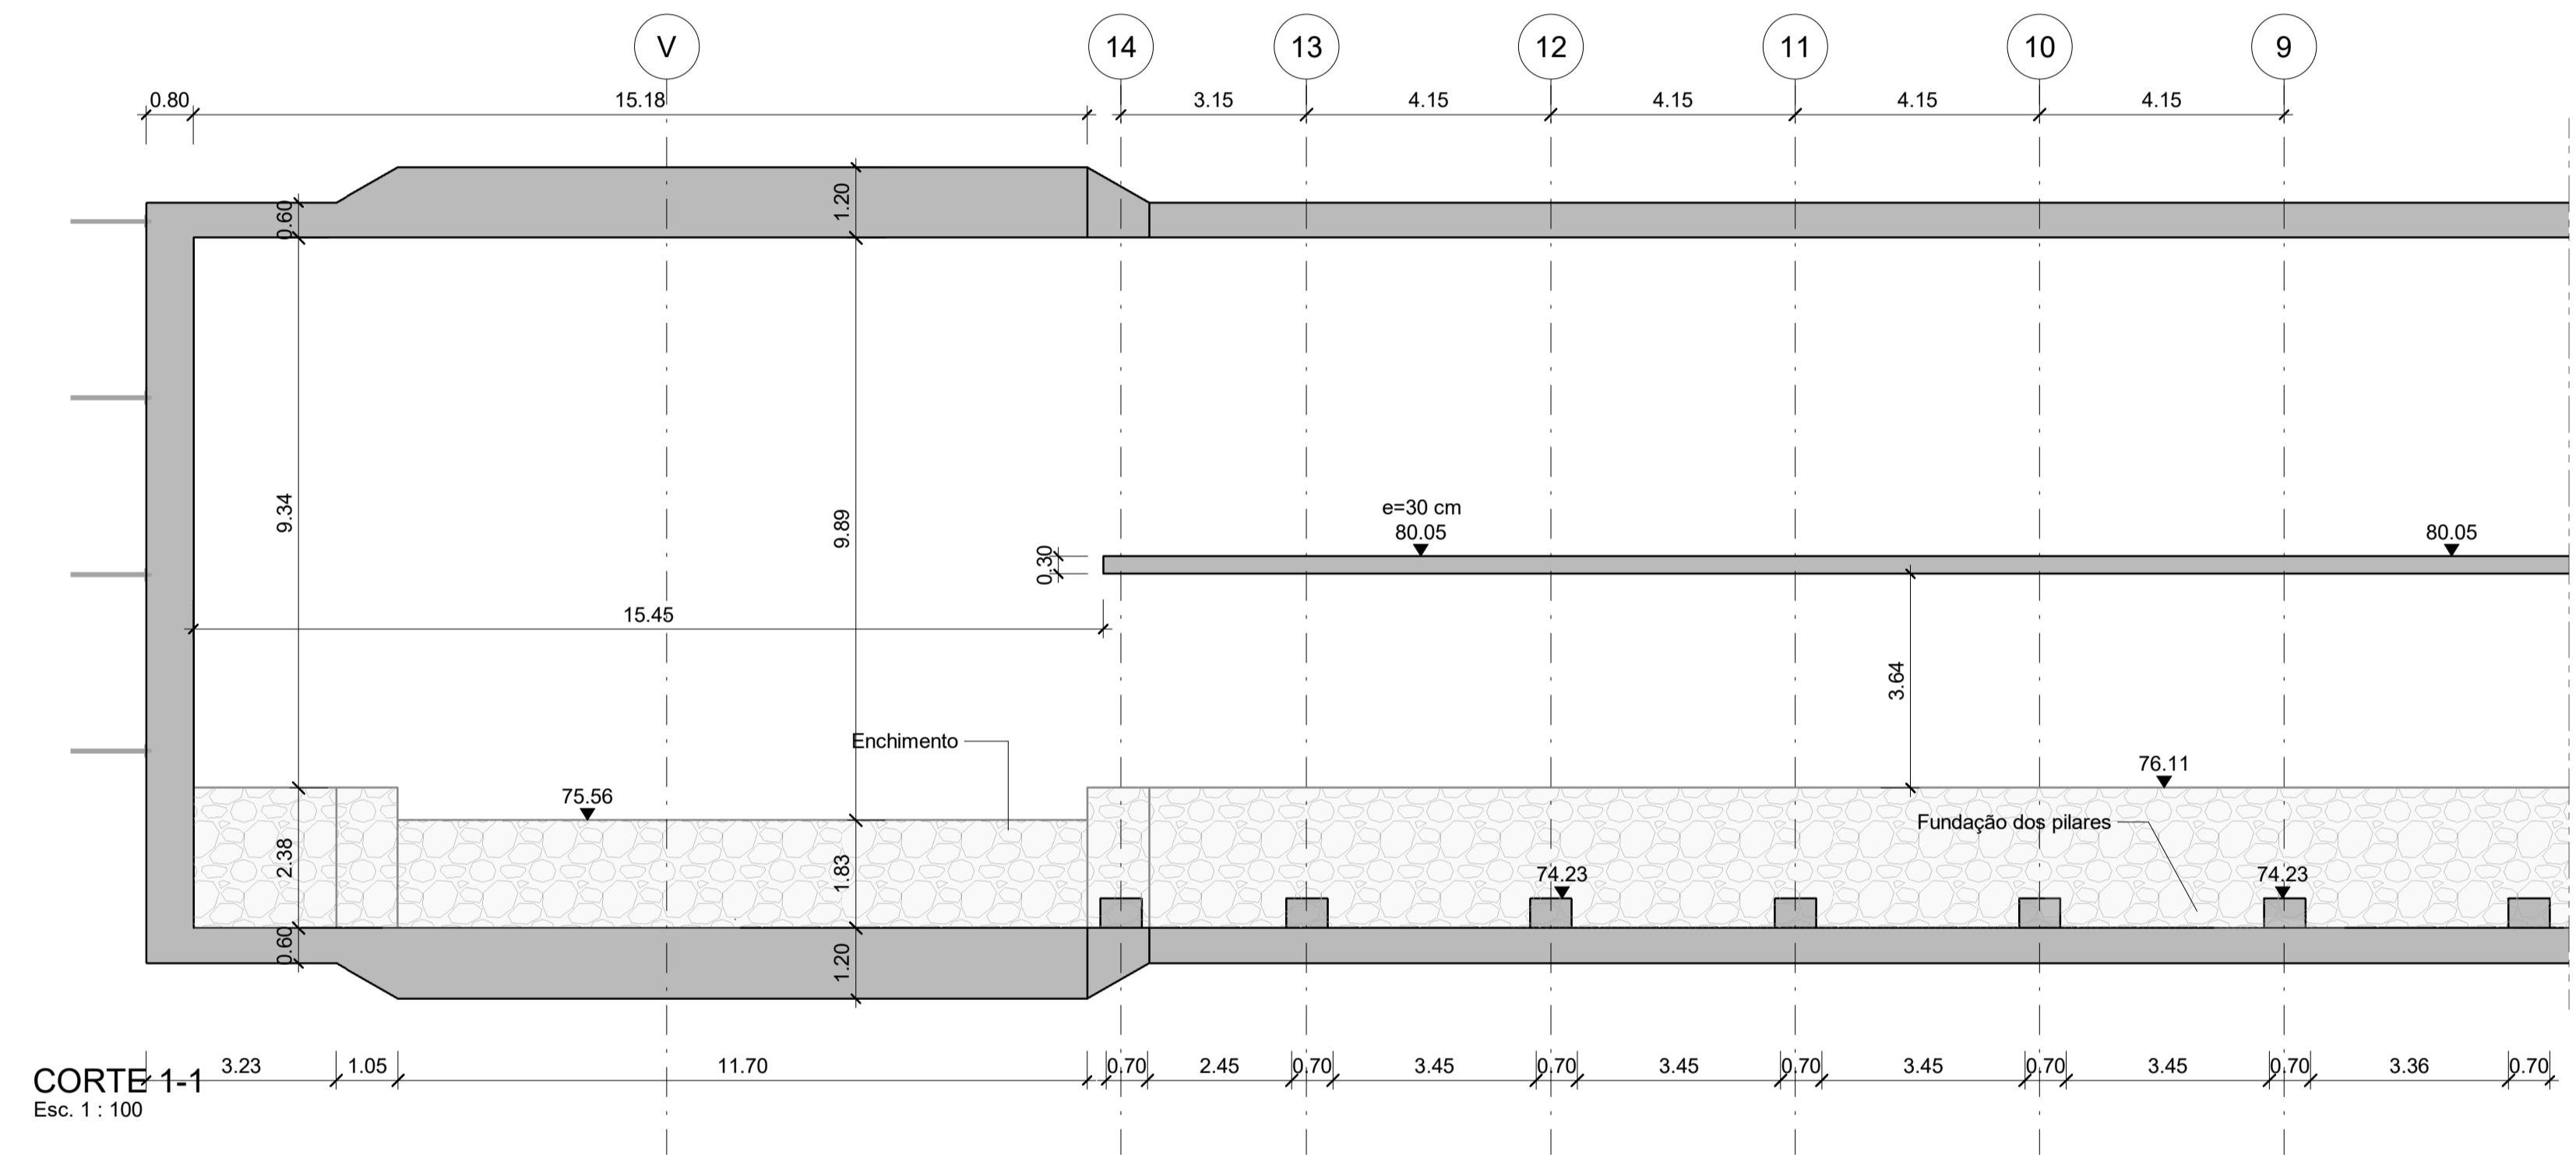 V 14 13 12 11 10 9
0.80 15.18 3.15 4.15 4.15 4.15 4.15
0.60 1.20
9.34 9.89
e=30 cm
80.05 80.05
0.30
15.45
3.64
Enchimento
76.11
75.56
Fundação dos pilares
2.38 1.83
74.23 74.23
0.60 1.20
3.23 1.05 11.70 0.70 2.45 0.70 3.45 0.70 3.45 0.70 3.45 0.70 3.45 0.70 3.36 0.70
CORTE 1-1
Esc. 1 : 100